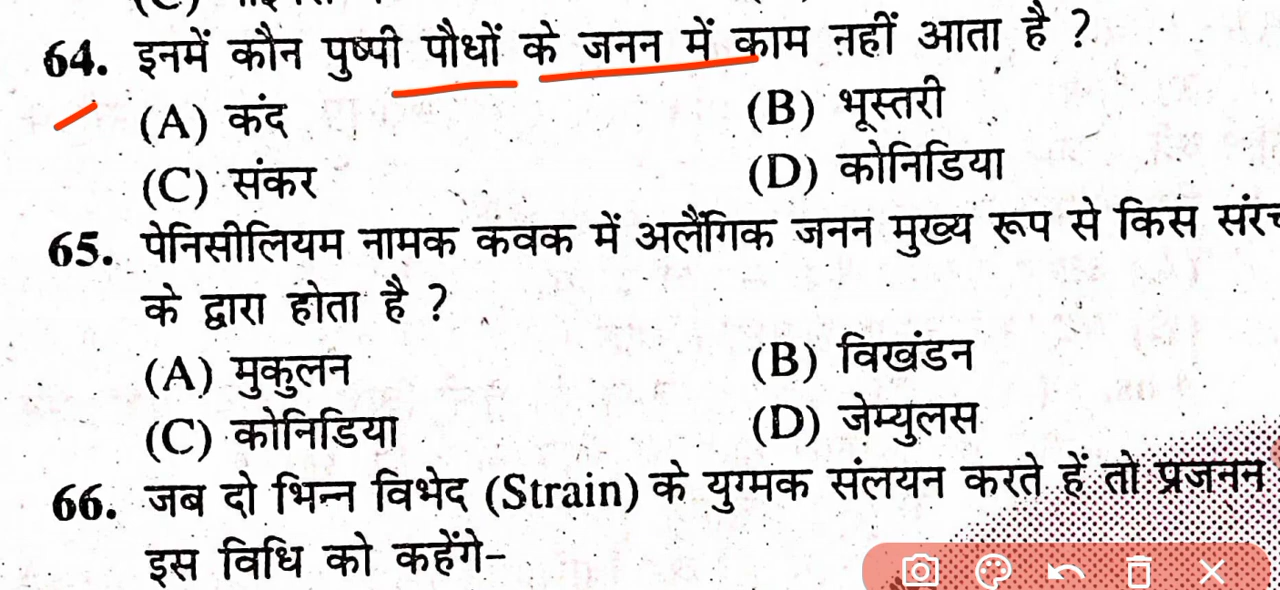 64. इनमें कौन पुष्पी पौधों के जनन में काम नहीं आता है ?
(A) कंद (B) भूस्तरी
(C) संकर (D) कोनिडिया
65. पेनिसीलियम नामक कवक में अलैंगिक जनन मुख्य रूप से किस
के द्वारा होता है ?
(A) मुकुलन (B) विखंडन
(C) कोनिडिया (D) जेम्युलस
66. जब दो भिन्न विभेद (Strain) के युग्मक संलयन करते हें तो प्रजनन
इस विधि को कहेंगे-